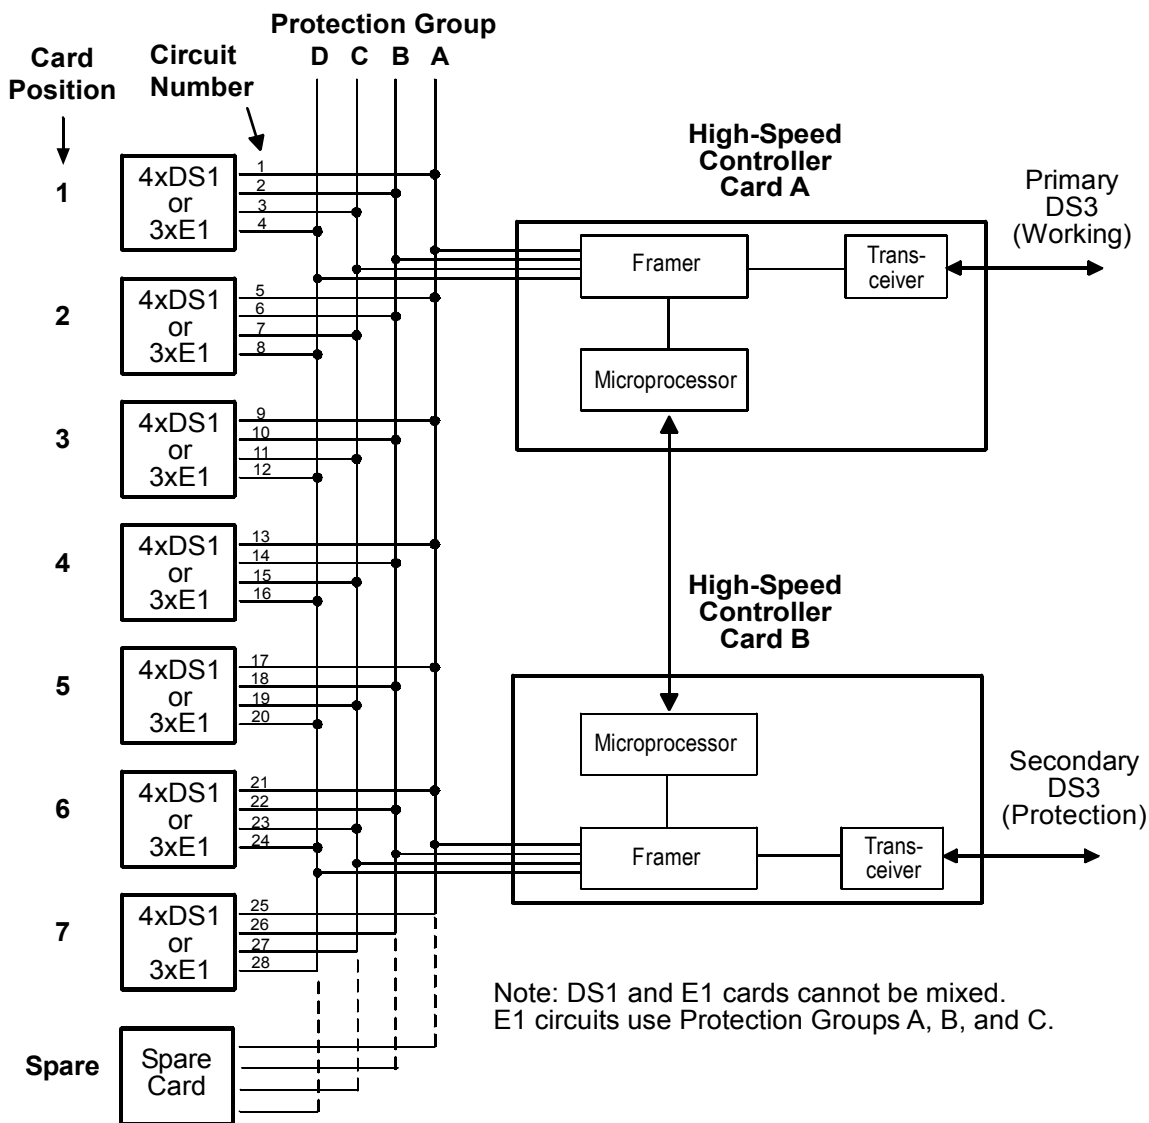 Protection Group
D C B A
Card
Position
Circuit
Number
1
4xDS1
or
3xE1
1
2
3
4
2
4xDS1
or
3xE1
5
6
7
8
3
4xDS1
or
3xE1
9
10
11
12
4
4xDS1
or
3xE1
13
14
15
16
5
4xDS1
or
3xE1
17
18
19
20
6
4xDS1
or
3xE1
21
22
23
24
7
4xDS1
or
3xE1
25
26
27
28
Spare
Spare
Card
High-Speed
Controller
Card A
Framer
Trans-
ceiver
Microprocessor
Primary
DS3
(Working)
High-Speed
Controller
Card B
Microprocessor
Framer
Trans-
ceiver
Secondary
DS3
(Protection)
Note: DS1 and E1 cards cannot be mixed.
E1 circuits use Protection Groups A, B, and C.